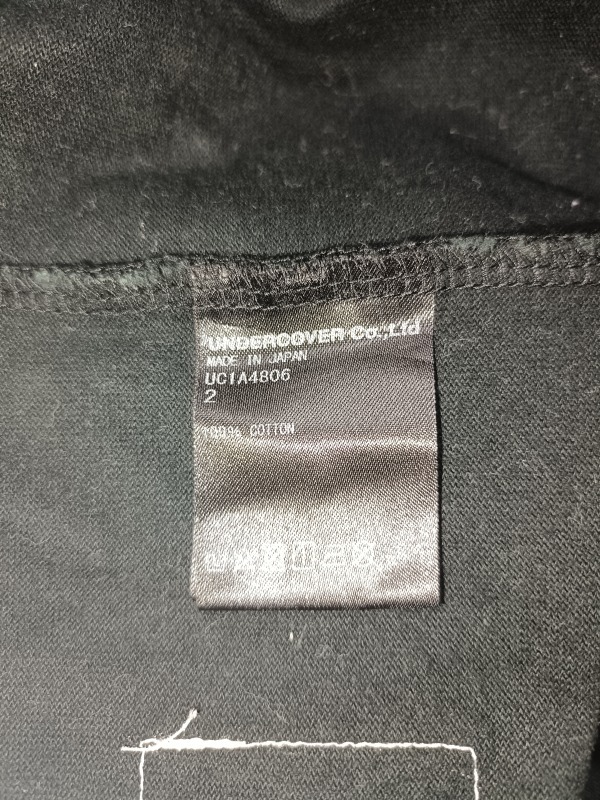 UNDERCOVER Co.,Ltd
MADE IN JAPAN
UC1A4806
2
100% COTTON